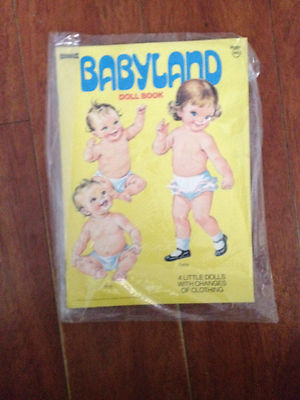 BABYLAND
DOLL BOOK
4 LITTLE DOLLS
WITH CHANGES
OF CLOTHING